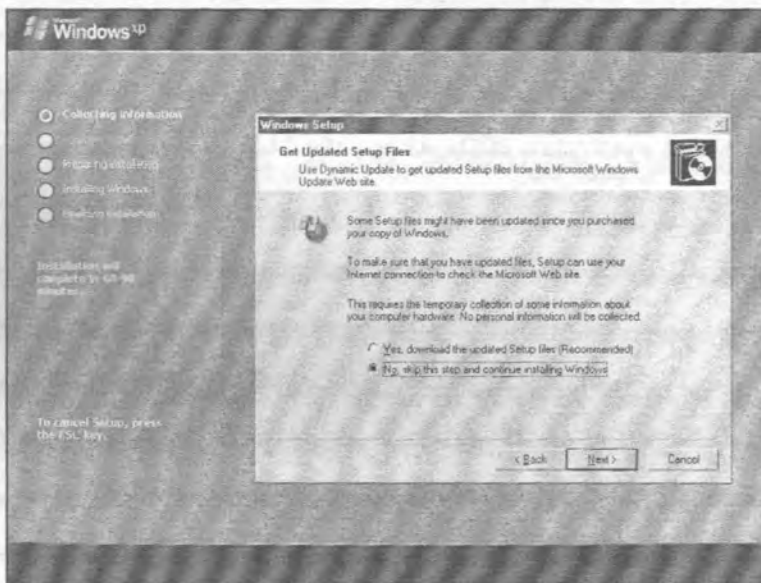 Microsoft
Windows xp
Collecting information
Preparing installation
Installing Windows
Finalizing installation
Installation will
complete in
minutes
To cancel Setup, press
the ESC key.
Windows Setup
Get Updated Setup Files
Use Dynamic Update to get updated Setup files from the Microsoft Windows
Update Web site.
Some Setup files might have been updated since you purchased
your copy of Windows.
To make sure that you have updated files, Setup can use your
Internet connection to check the Microsoft Web site.
This requires the temporary collection of some information about
your computer hardware. No personal information will be collected.
Yes, download the updated Setup files (Recommended)
No, skip this step and continue installing Windows
< Back
Next >
Cancel